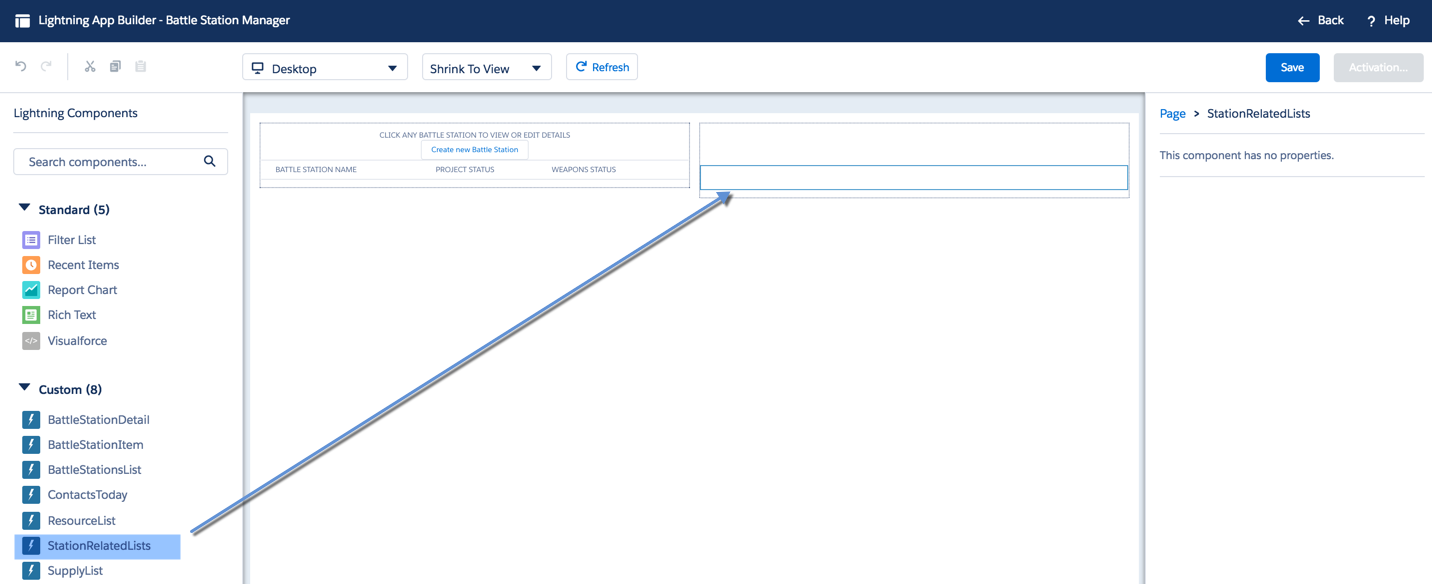 Lightning App Builder - Battle Station Manager
Back
? Help
Desktop
Shrink To View
Refresh
Save
Activation...
Lightning Components
Search components...
Standard (5)
Filter List
Recent Items
Report Chart
Rich Text
Visualforce
Custom (8)
BattleStationDetail
BattleStationItem
BattleStationsList
ContactsToday
ResourceList
StationRelatedLists
SupplyList
CLICK ANY BATTLE STATION TO VIEW OR EDIT DETAILS
Create new Battle Station
BATTLE STATION NAME PROJECT STATUS WEAPONS STATUS
Page > StationRelatedLists
This component has no properties.